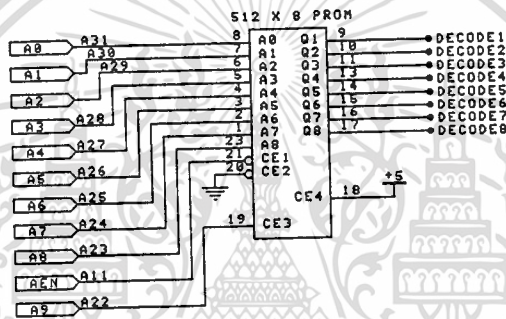 512 X 8 PROM
A0 A31 8 A0 Q1 9 DECODE1
A1 A30 7 A1 Q2 10 DECODE2
A2 A29 6 A2 Q3 11 DECODE3
A3 A28 5 A3 Q4 13 DECODE4
A4 A27 4 A4 Q5 14 DECODE5
A5 A26 3 A5 Q6 15 DECODE6
A6 A25 2 A6 Q7 16 DECODE7
A7 A24 1 A7 Q8 17 DECODE8
A8 A23 23 A8
AEN A11 21 CE1
20 CE2
CE4 18 +5
A9 A22 19 CE3